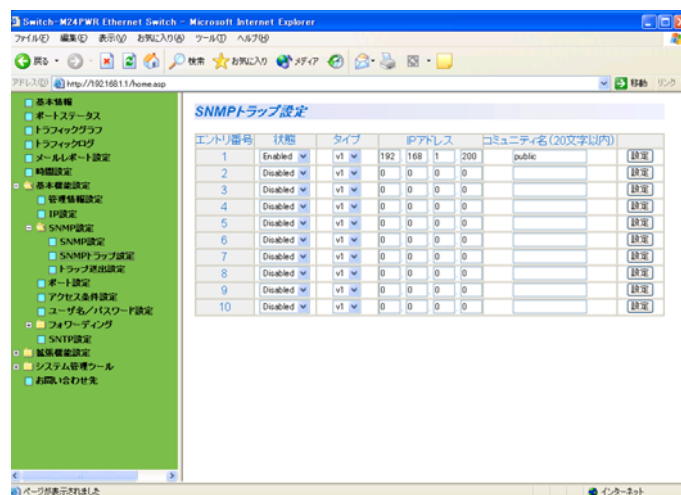 Switch-M24PWR Ethernet Switch - Microsoft Internet Explorer
ファイル(F) 編集(E) 表示(V) お気に入り(A) ツール(T) ヘルプ(H)
戻る 検索 お気に入り メディア
アドレス(D) http://192.168.1.1/home.asp 移動 リンク
基本情報
ポートステータス
トラフィックグラフ
トラフィックログ
メールレポート設定
時間設定
基本機能設定
管理情報設定
IP設定
SNMP設定
SNMP設定
SNMPトラップ設定
トラップ送出設定
ポート設定
アクセス条件設定
ユーザ名/パスワード設定
フォワーディング
SNTP設定
拡張機能設定
システム管理ツール
お問い合わせ先
SNMPトラップ設定
エントリ番号 状態 タイプ IPアドレス コミュニティ名(20文字以内)
1 Enabled v1 192 168 1 200 public 設定
2 Disabled v1 0 0 0 0 設定
3 Disabled v1 0 0 0 0 設定
4 Disabled v1 0 0 0 0 設定
5 Disabled v1 0 0 0 0 設定
6 Disabled v1 0 0 0 0 設定
7 Disabled v1 0 0 0 0 設定
8 Disabled v1 0 0 0 0 設定
9 Disabled v1 0 0 0 0 設定
10 Disabled v1 0 0 0 0 設定
ページが表示されました インターネット